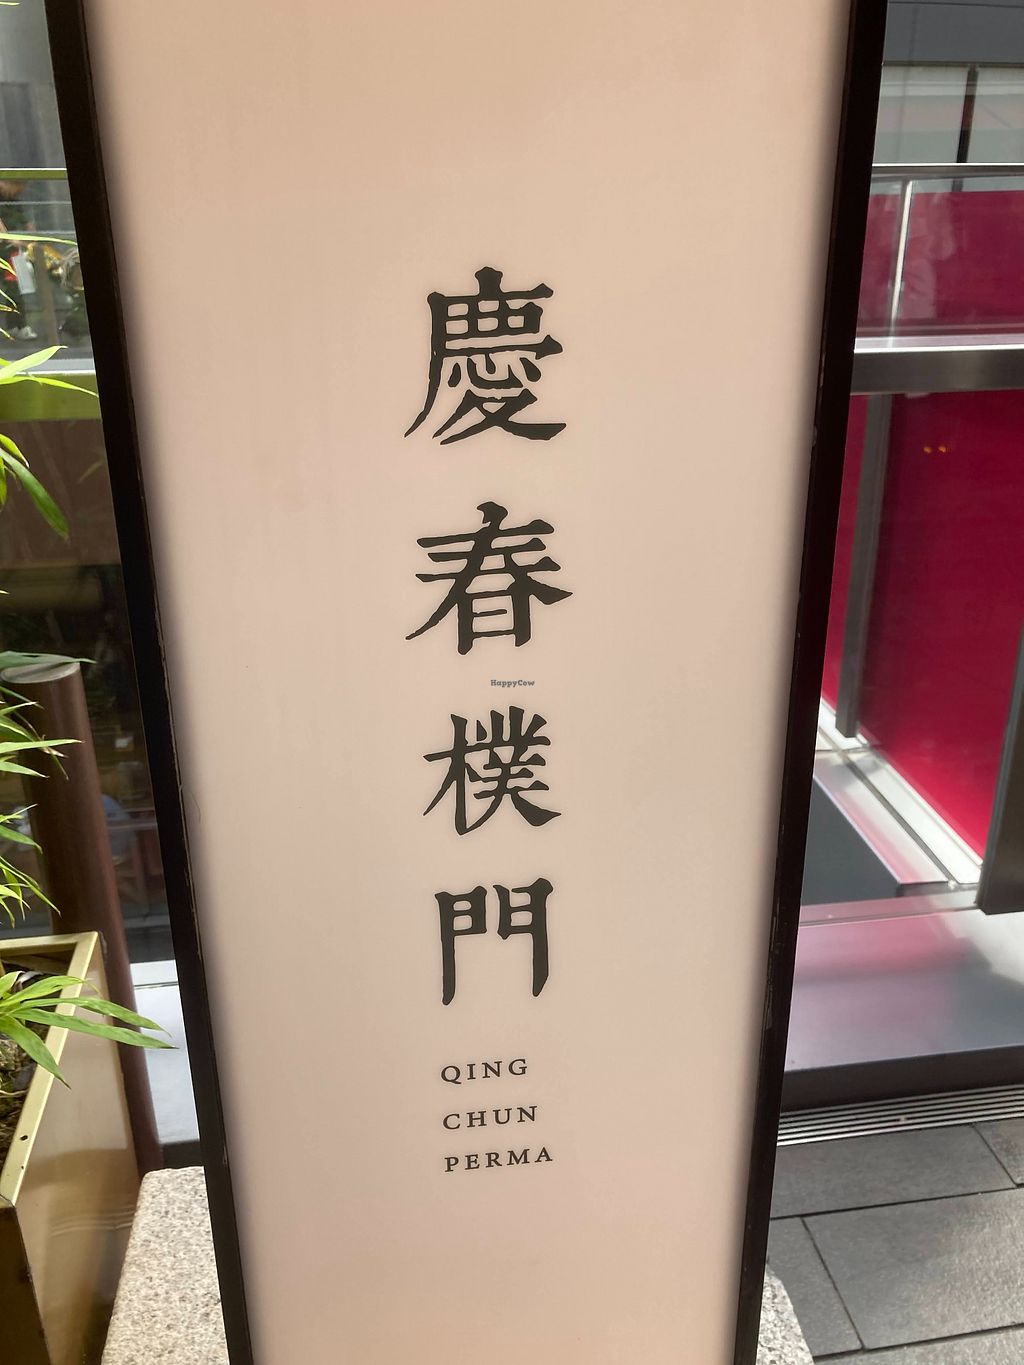 慶春樸門
HappyCow
QING
CHUN
PERMA